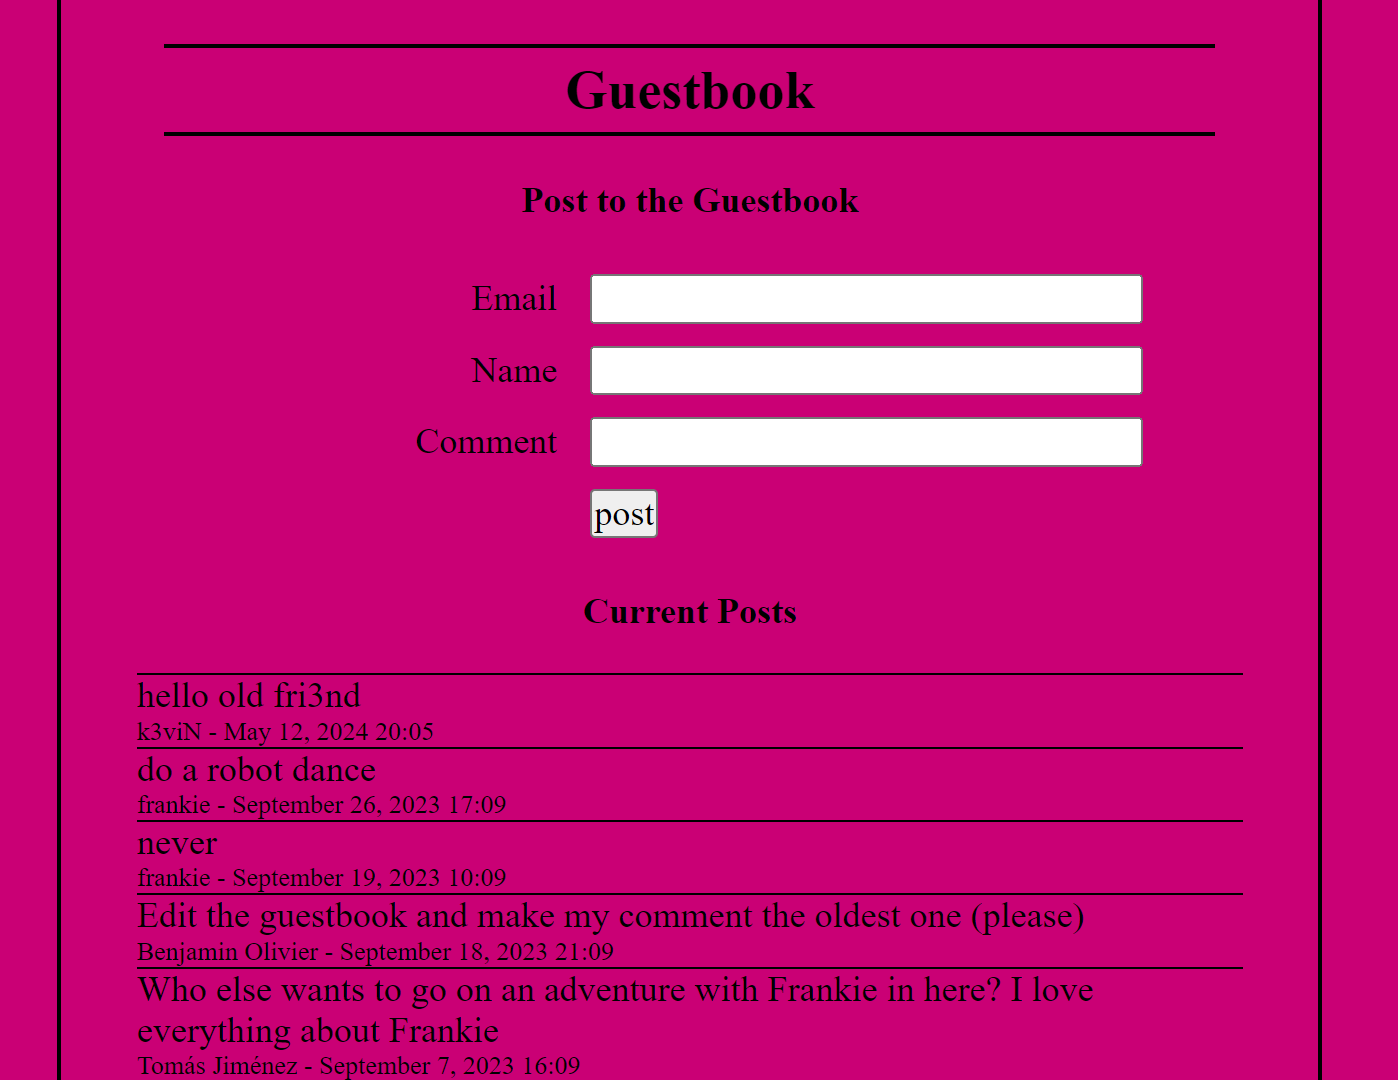 Guestbook
Post to the Guestbook
Email
Name
Comment
post
Current Posts
hello old fri3nd
k3viN - May 12, 2024 20:05
do a robot dance
frankie - September 26, 2023 17:09
never
frankie - September 19, 2023 10:09
Edit the guestbook and make my comment the oldest one (please)
Benjamin Olivier - September 18, 2023 21:09
Who else wants to go on an adventure with Frankie in here? I love
everything about Frankie
Tomás Jiménez - September 7, 2023 16:09